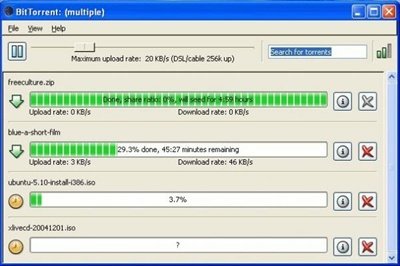 BitTorrent: (multiple)
File View Help
Maximum upload rate: 20 KB/s (DSL/cable 256k up)
Search for torrents
freeculture.zip
Done, share ratio: 0%, will seed for 4:59 hours
Upload rate: 0 KB/s Download rate: 0 KB/s
blue-a-short-film
29.3% done, 45:27 minutes remaining
Upload rate: 3 KB/s Download rate: 46 KB/s
ubuntu-5.10-install-i386.iso
3.7%
xlivecd-20041201.iso
?